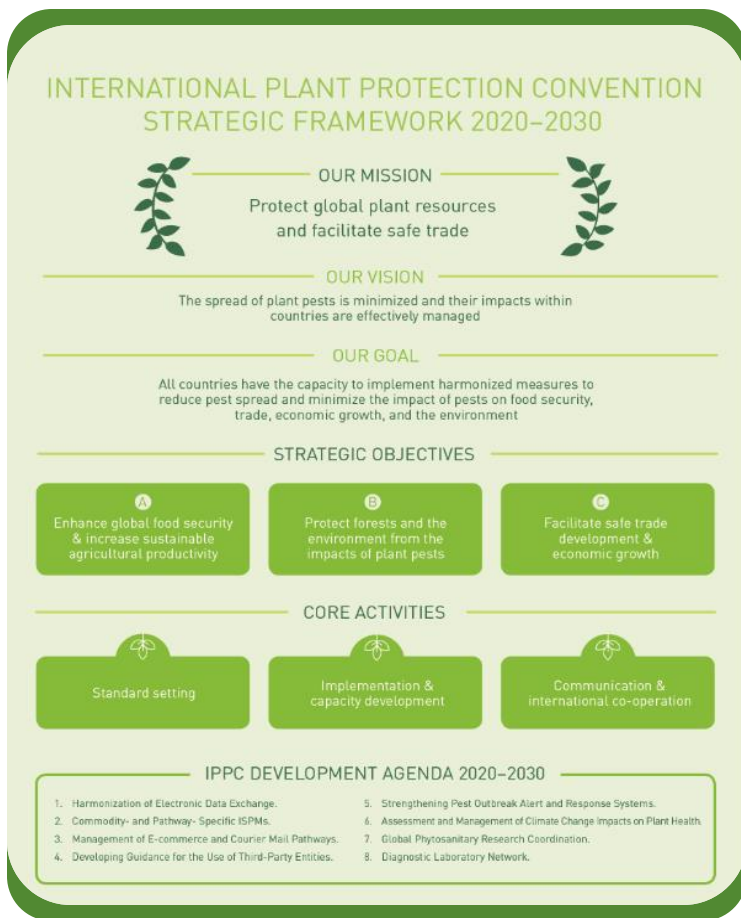 INTERNATIONAL PLANT PROTECTION CONVENTION
STRATEGIC FRAMEWORK 2020–2030
OUR MISSION
Protect global plant resources
and facilitate safe trade
OUR VISION
The spread of plant pests is minimized and their impacts within
countries are effectively managed
OUR GOAL
All countries have the capacity to implement harmonized measures to
reduce pest spread and minimize the impact of pests on food security,
trade, economic growth, and the environment
STRATEGIC OBJECTIVES
A
Enhance global food security
& increase sustainable
agricultural productivity
B
Protect forests and the
environment from the
impacts of plant pests
C
Facilitate safe trade
development &
economic growth
CORE ACTIVITIES
Standard setting
Implementation &
capacity development
Communication &
international co-operation
IPPC DEVELOPMENT AGENDA 2020–2030
1. Harmonization of Electronic Data Exchange.
2. Commodity- and Pathway- Specific ISPMs.
3. Management of E-commerce and Courier Mail Pathways.
4. Developing Guidance for the Use of Third-Party Entities.
5. Strengthening Pest Outbreak Alert and Response Systems.
6. Assessment and Management of Climate Change Impacts on Plant Health.
7. Global Phytosanitary Research Coordination.
8. Diagnostic Laboratory Network.